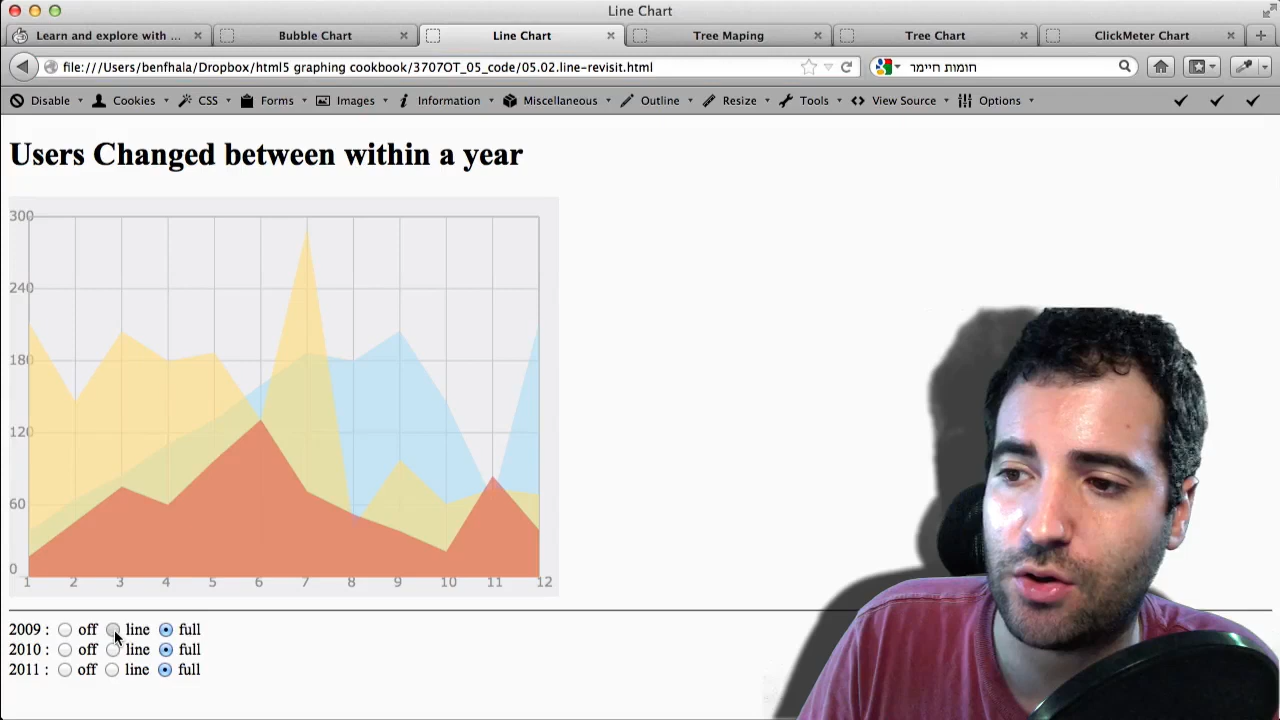 Line Chart
Learn and explore with ...
Bubble Chart
Line Chart
Tree Maping
Tree Chart
ClickMeter Chart
file:///Users/benfhala/Dropbox/html5 graphing cookbook/3707OT_05_code/05.02.line-revisit.html
חומות חיימר
Disable
Cookies
CSS
Forms
Images
Information
Miscellaneous
Outline
Resize
Tools
View Source
Options
Users Changed between within a year
300
240
180
120
60
0
1 2 3 4 5 6 7 8 9 10 11 12
2009 : off line full
2010 : off line full
2011 : off line full